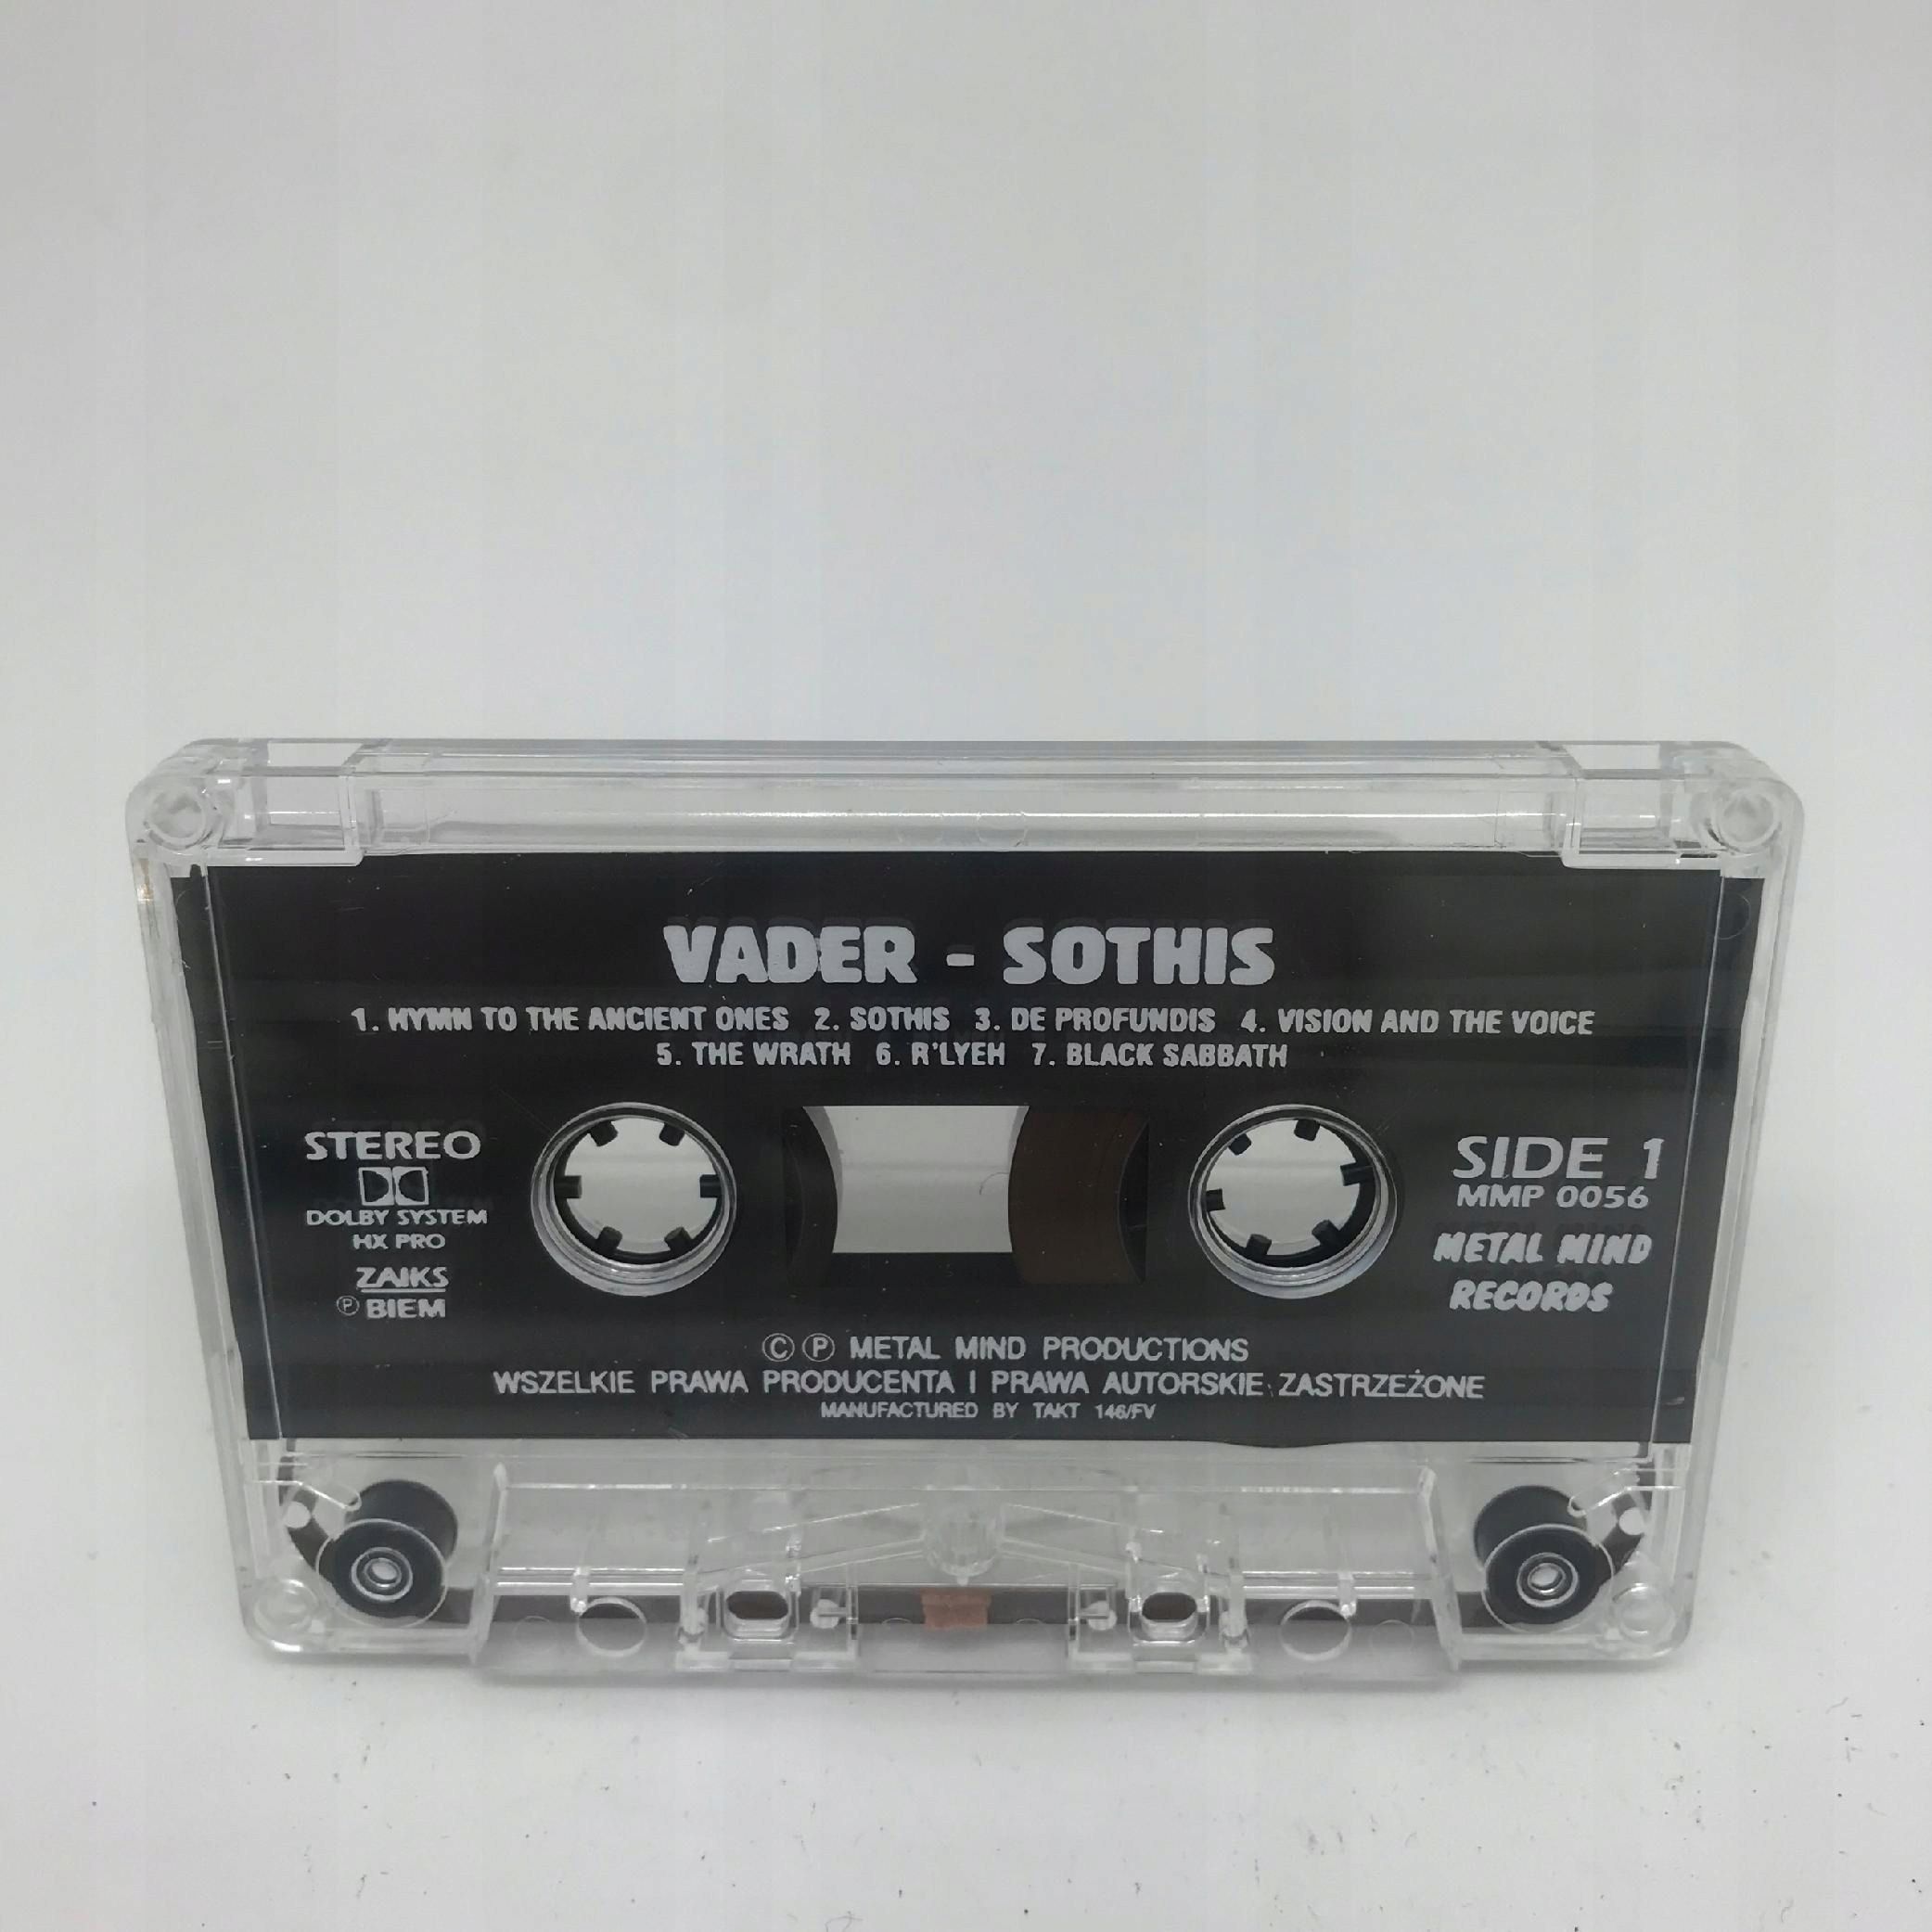 VADER - SOTHIS
1. HYMN TO THE ANCIENT ONES 2. SOTHIS 3. DE PROFUNDIS 4. VISION AND THE VOICE
5. THE WRATH 6. R'LYEH 7. BLACK SABBATH
STEREO
DOLBY SYSTEM
HX PRO
ZAIKS
Ⓟ BIEM
SIDE 1
MMP 0056
METAL MIND
RECORDS
Ⓒ Ⓟ METAL MIND PRODUCTIONS
WSZELKIE PRAWA PRODUCENTA I PRAWA AUTORSKIE ZASTRZEŻONE
MANUFACTURED BY TAKT 146/FV